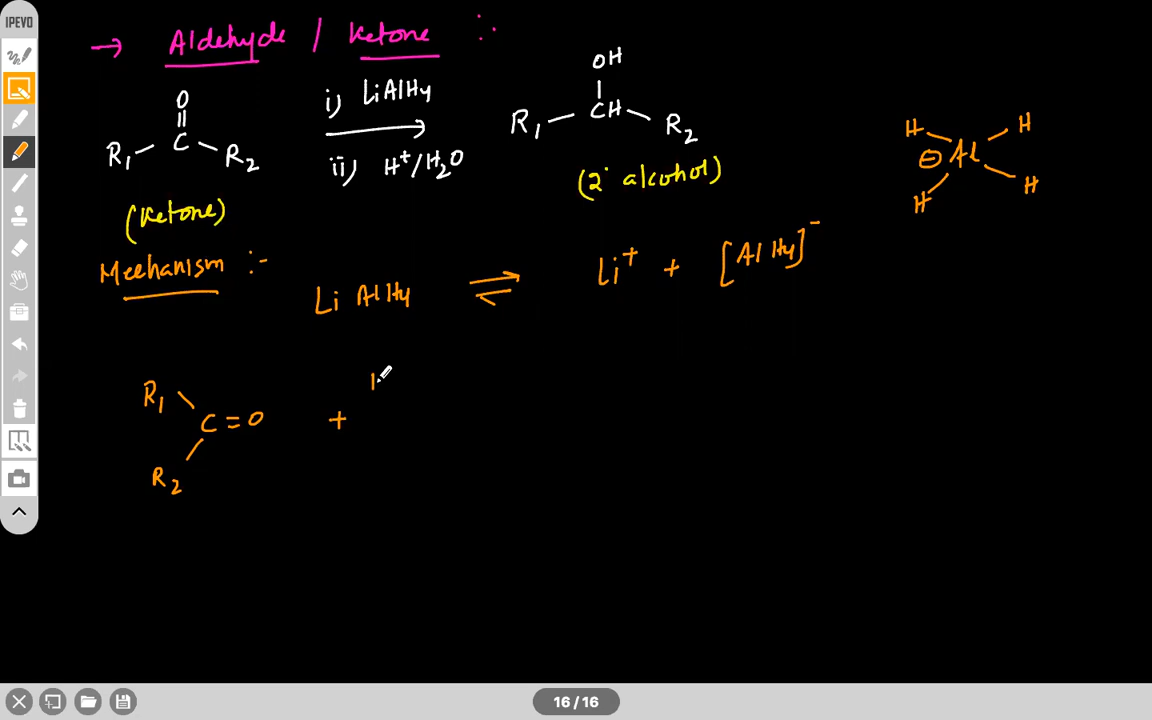 IPEVO
→ Aldehyde / Ketone :-
O
||
R1 — C — R2
i) LiAlH4
ii) H+/H2O
OH
|
R1 — CH — R2
(Ketone)
(2° alcohol)
H H
⊖ Al
H H
Mechanism :-
Li AlH4 ⇌ Li+ + [AlH4]-
R1
C = O +
R2
16 / 16